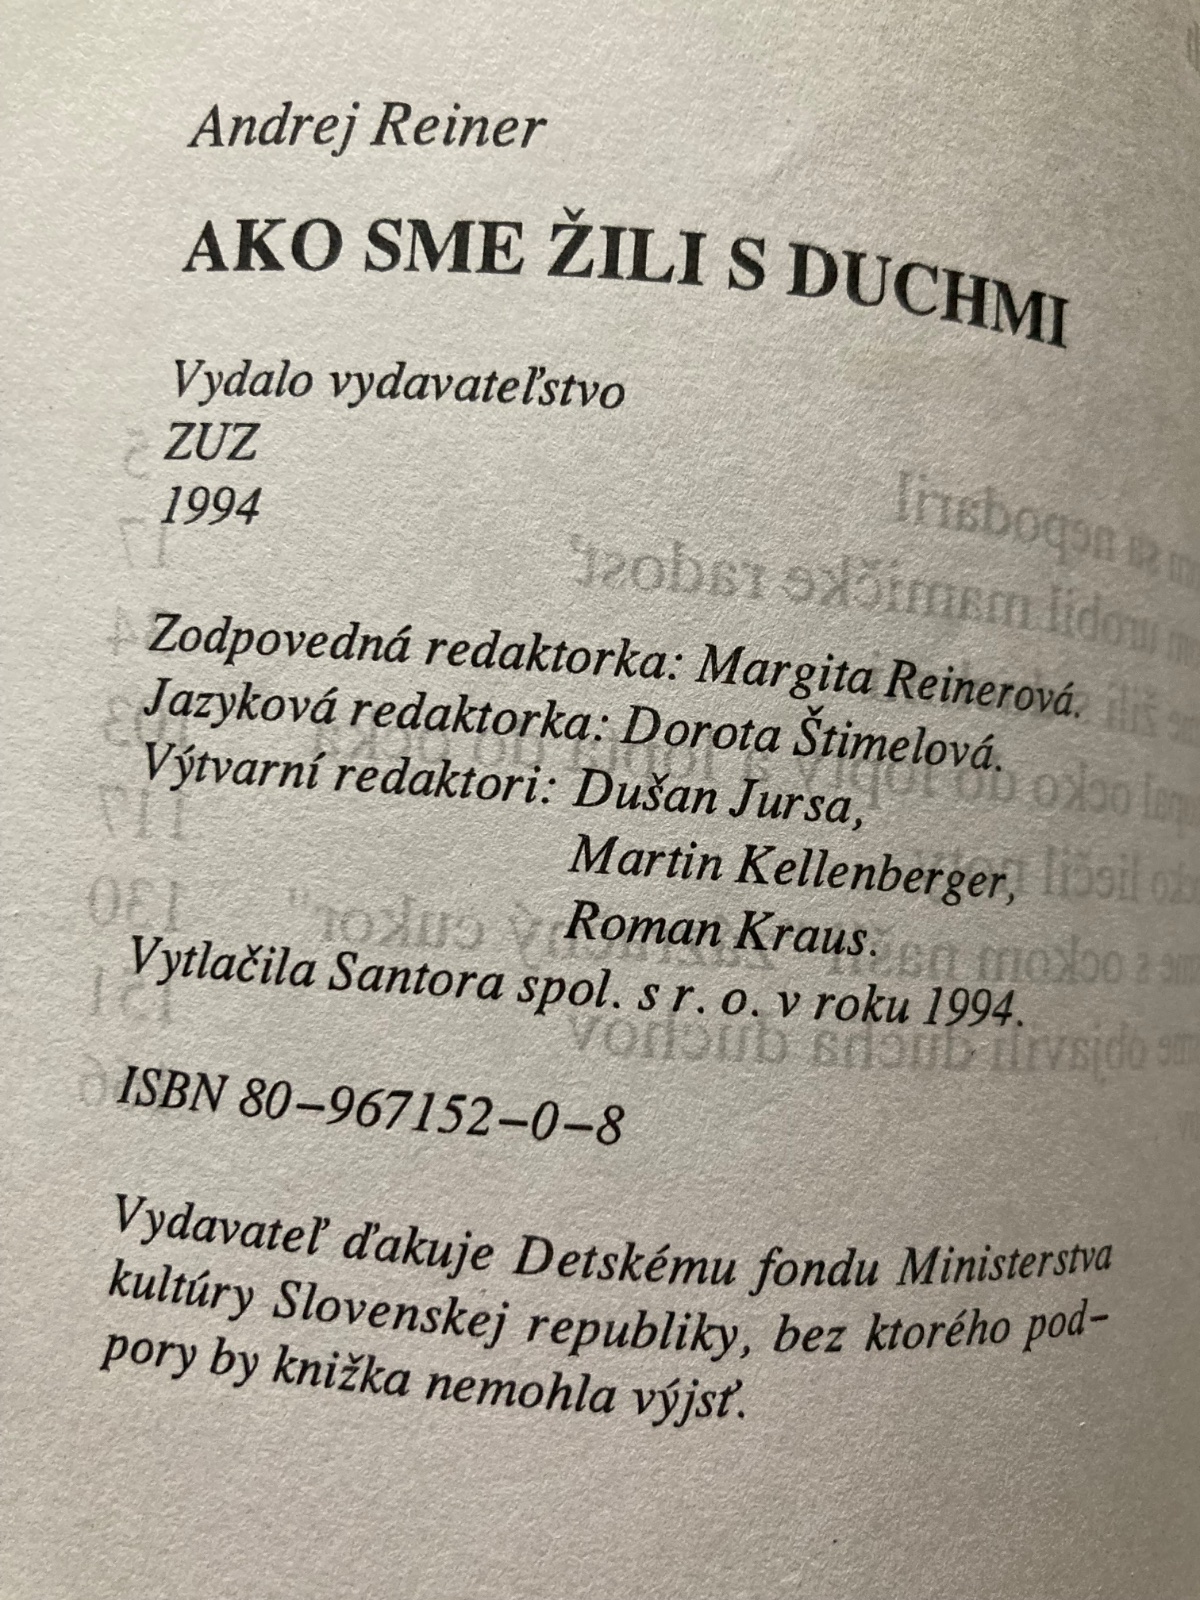 Andrej Reiner
AKO SME ŽILI S DUCHMI
Vydalo vydavateľstvo
ZUZ
1994
Zodpovedná redaktorka: Margita Reinerová.
Jazyková redaktorka: Dorota Štimelová.
Výtvarní redaktori: Dušan Jursa,
Martin Kellenberger,
Roman Kraus.
Vytlačila Santora spol. s r. o. v roku 1994.
ISBN 80–967152–0–8
Vydavateľ ďakuje Detskému fondu Ministerstva
kultúry Slovenskej republiky, bez ktorého pod-
pory by knižka nemohla výjsť.